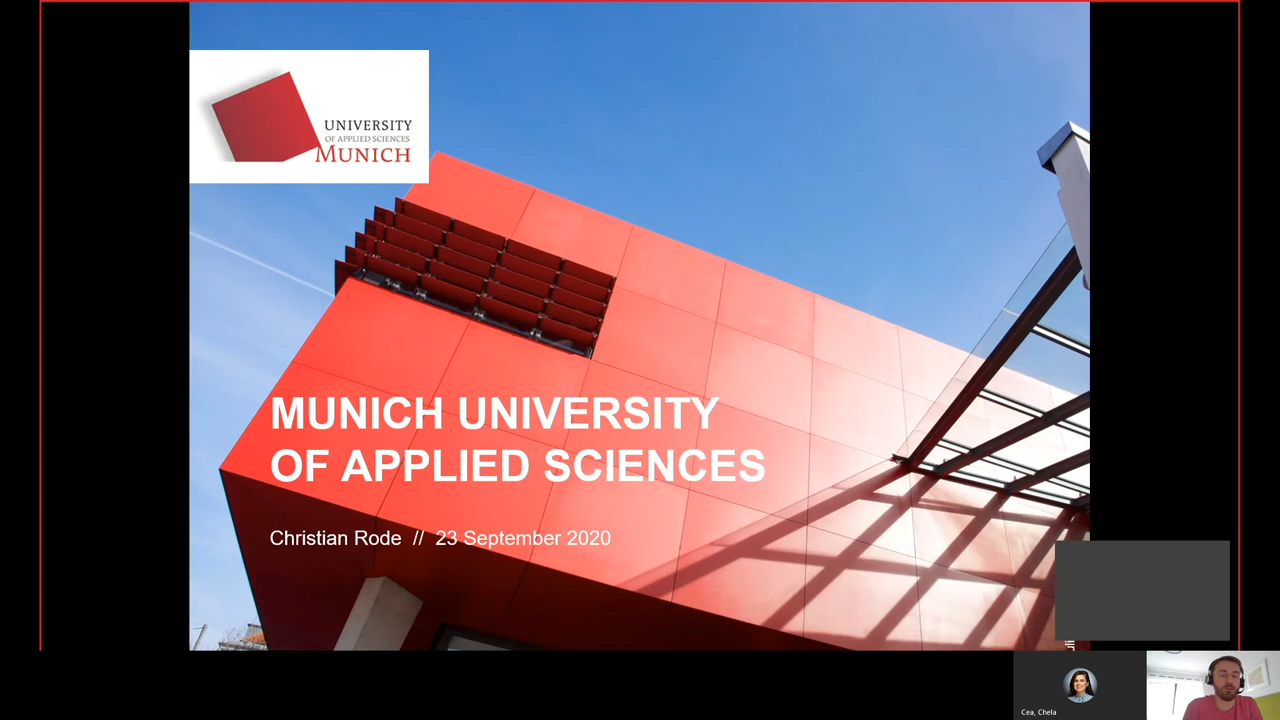 UNIVERSITY
OF APPLIED SCIENCES
MUNICH
MUNICH UNIVERSITY
OF APPLIED SCIENCES
Christian Rode // 23 September 2020
Cea, Chela